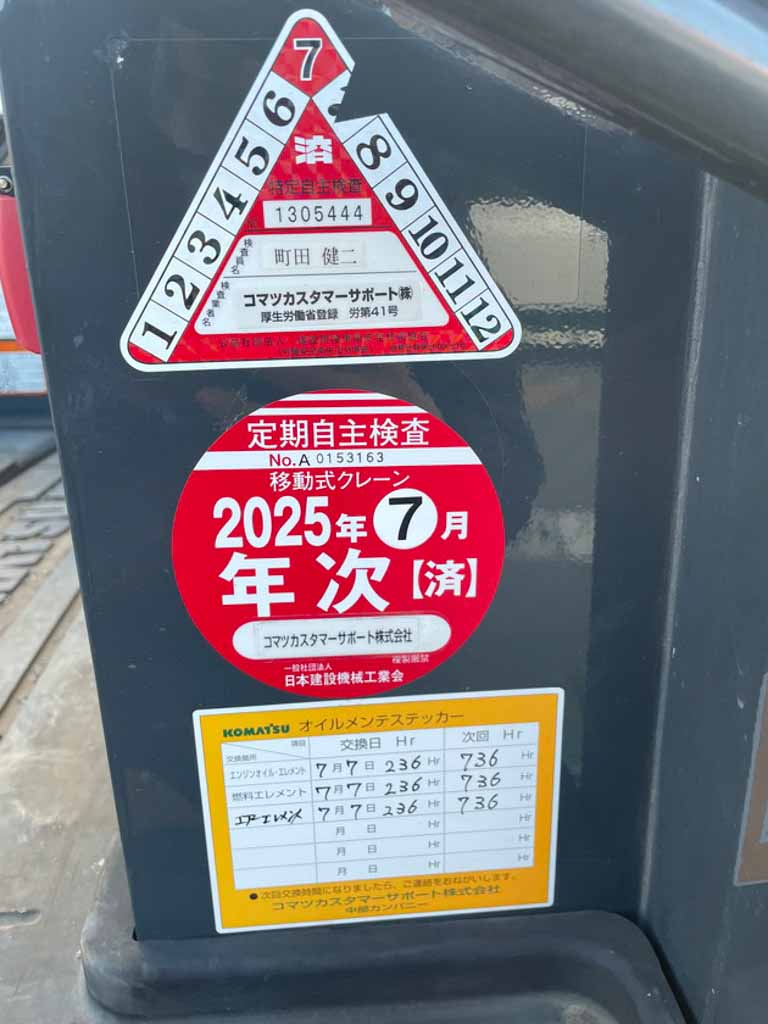 7
1 2 3 4 5 6
8 9 10 11 12
済
特定自主検査
1305444
検査員名
町田 健二
検査業者名
コマツカスタマーサポート㈱
厚生労働省登録 労第41号
定期自主検査
No.A 0153163
移動式クレーン
2025年7月
年次【済】
コマツカスタマーサポート株式会社
複製厳禁
一般社団法人
日本建設機械工業会
KOMATSU オイルメンテステッカー
項目 交換日 Hr 次回 Hr
交換箇所
エンジンオイル・エレメント 7月7日 236 Hr 736 Hr
燃料エレメント 7月7日 236 Hr 736 Hr
エアーエレメント 7月7日 236 Hr 736 Hr
月 日 Hr Hr
月 日 Hr Hr
月 日 Hr Hr
●次回交換時間になりましたら、ご連絡をおねがいします。
コマツカスタマーサポート株式会社
中部カンパニー